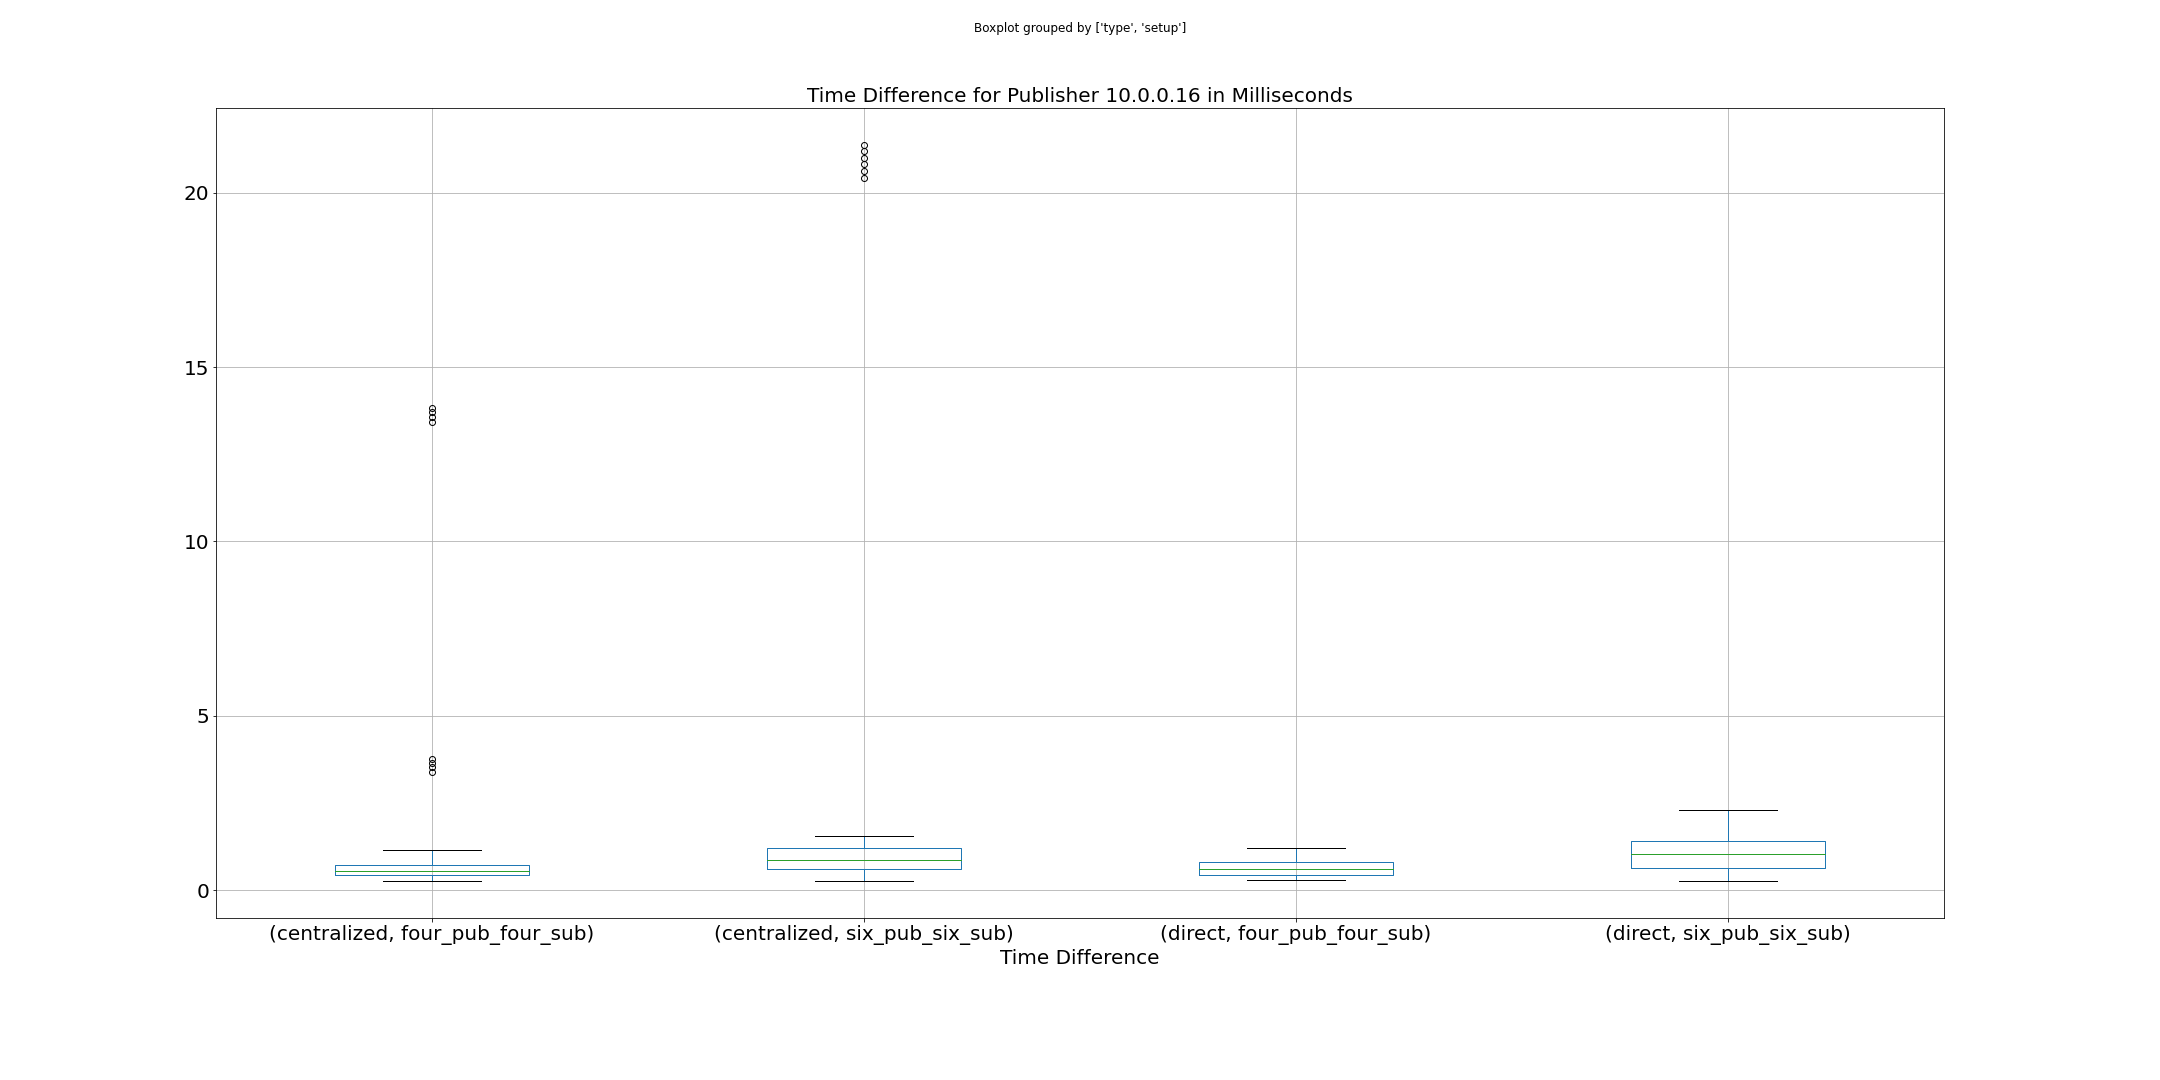 Boxplot grouped by ['type', 'setup']
Time Difference for Publisher 10.0.0.16 in Milliseconds
20
15
10
5
0
(centralized, four_pub_four_sub)
(centralized, six_pub_six_sub)
(direct, four_pub_four_sub)
(direct, six_pub_six_sub)
Time Difference